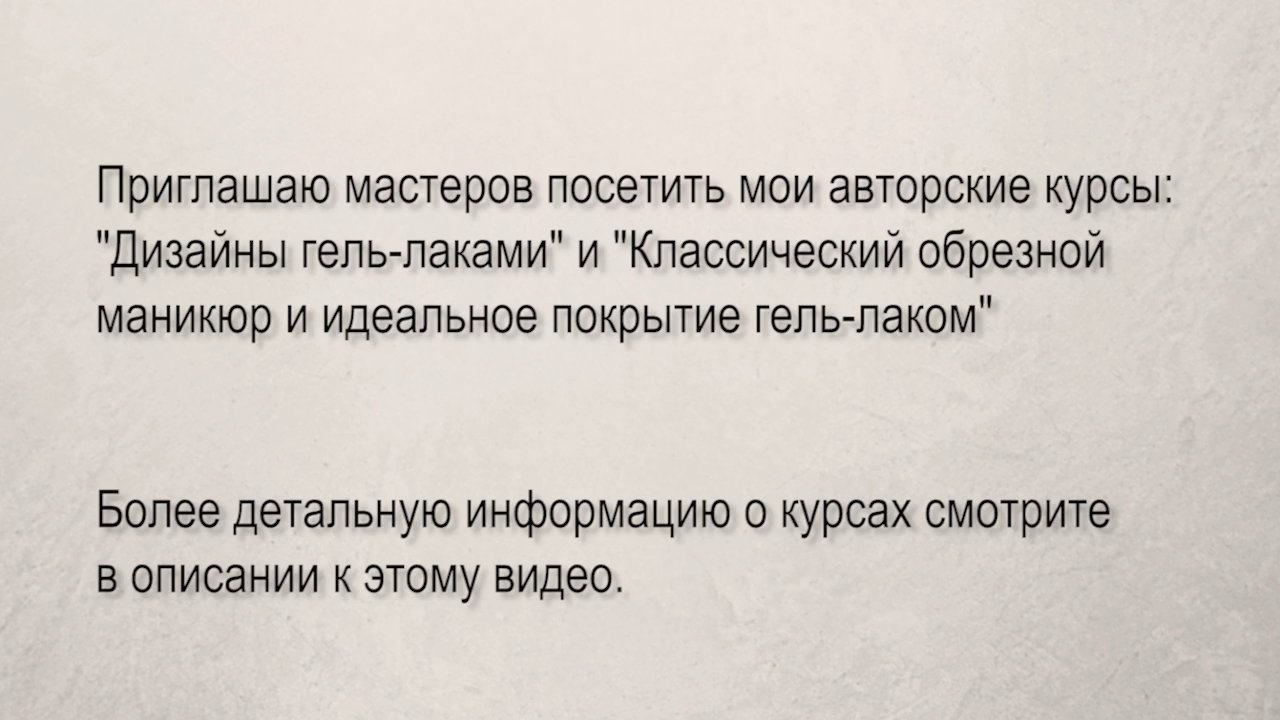 Приглашаю мастеров посетить мои авторские курсы:
"Дизайны гель-лаками" и "Классический обрезной
маникюр и идеальное покрытие гель-лаком"
Более детальную информацию о курсах смотрите
в описании к этому видео.